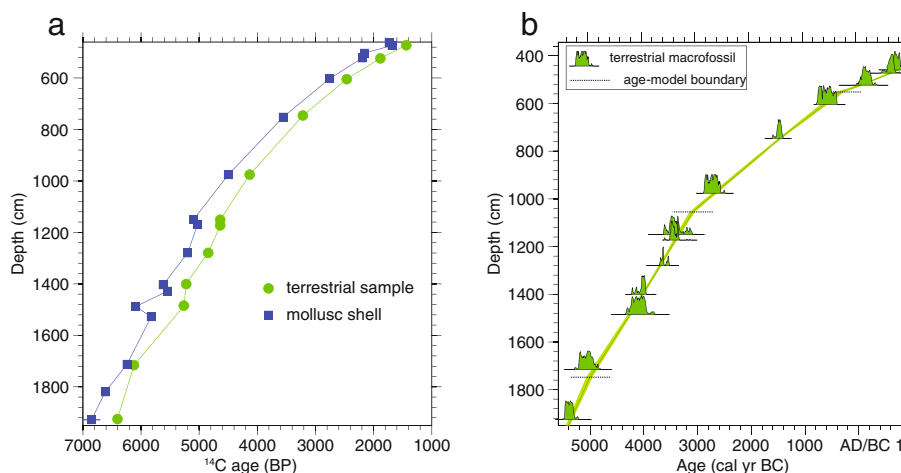 a
600
800
1000
1200
1400
1600
1800
Depth (cm)
terrestrial sample
mollusc shell
7000 6000 5000 4000 3000 2000 1000
¹⁴C age (BP)
b
terrestrial macrofossil
age-model boundary
400
600
800
1000
1200
1400
1600
1800
Depth (cm)
5000 4000 3000 2000 1000 AD/BC 1
Age (cal yr BC)